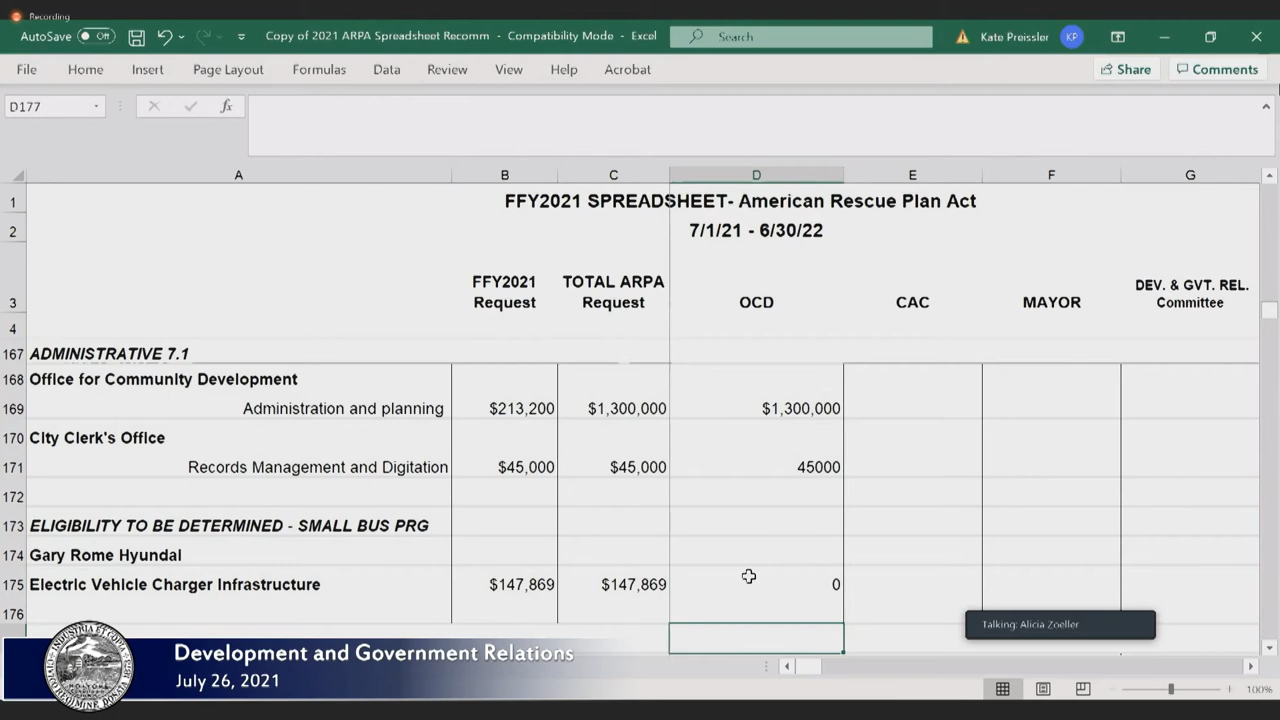 Recording
AutoSave Off Copy of 2021 ARPA Spreadsheet Recomm - Compatibility Mode - Excel Search Kate Preissler KP
File Home Insert Page Layout Formulas Data Review View Help Acrobat Share Comments
D177 fx
A B C D E F G
1 FFY2021 SPREADSHEET- American Rescue Plan Act
2 7/1/21 - 6/30/22
FFY2021 TOTAL ARPA DEV. & GVT. REL.
3 Request Request OCD CAC MAYOR Committee
4
167 ADMINISTRATIVE 7.1
168 Office for Community Development
169 Administration and planning $213,200 $1,300,000 $1,300,000
170 City Clerk's Office
171 Records Management and Digitation $45,000 $45,000 45000
172
173 ELIGIBILITY TO BE DETERMINED - SMALL BUS PRG
174 Gary Rome Hyundal
175 Electric Vehicle Charger Infrastructure $147,869 $147,869 0
176
Talking: Alicia Zoeller
Development and Government Relations
July 26, 2021
100%